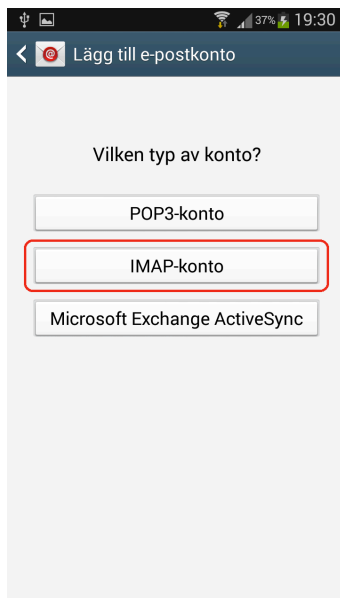 37% 19:30
Lägg till e-postkonto
Vilken typ av konto?
POP3-konto
IMAP-konto
Microsoft Exchange ActiveSync